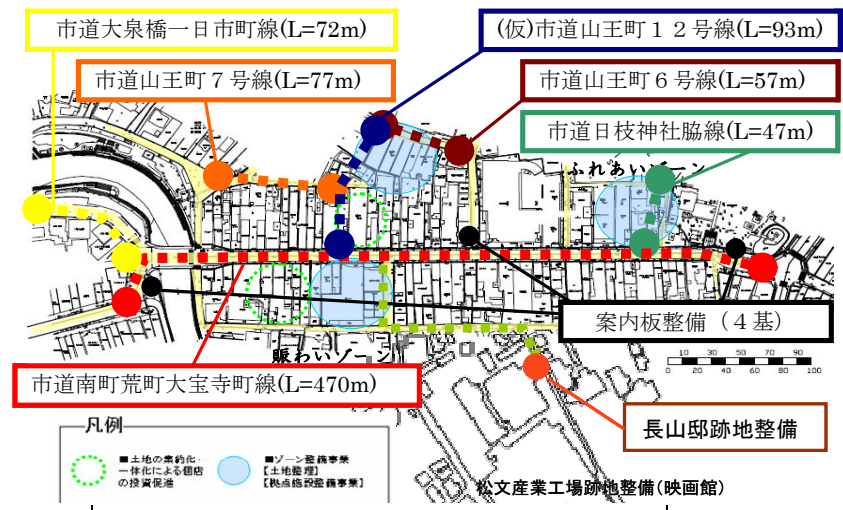 市道大泉橋一日市町線(L=72m)
(仮)市道山王町１２号線(L=93m)
市道山王町７号線(L=77m)
市道山王町６号線(L=57m)
市道日枝神社脇線(L=47m)
ふれあいゾーン
案内板整備（４基）
賑わいゾーン
10 30 50 70 90
0 20 40 60 80 100
市道南町荒町大宝寺町線(L=470m)
長山邸跡地整備
凡例
■土地の集約化・
一体化による個店
の投資促進
■ゾーン整備事業
【土地整理】
【拠点施設整備事業】
松文産業工場跡地整備(映画館)